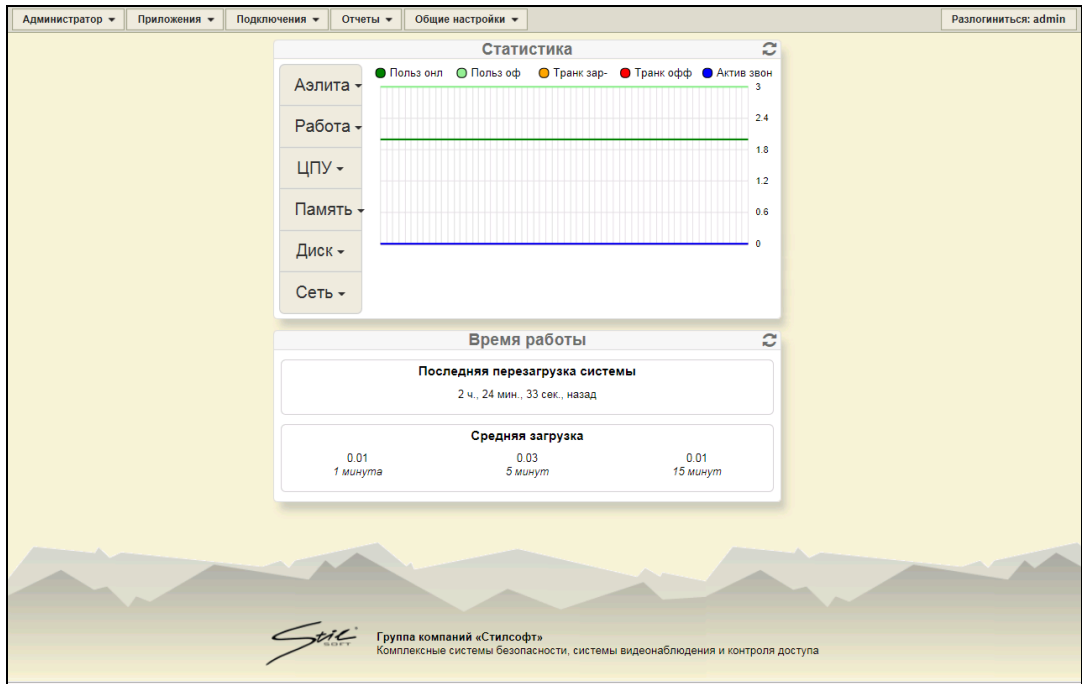 Администратор Приложения Подключения Отчеты Общие настройки Разлогиниться: admin
Статистика
Польз онл Польз оф Транк зар- Транк офф Актив звон
Аэлита
Работа
ЦПУ
Память
Диск
Сеть
3
2.4
1.8
1.2
0.6
0
Время работы
Последняя перезагрузка системы
2 ч., 24 мин., 33 сек., назад
Средняя загрузка
0.01 0.03 0.01
1 минута 5 минут 15 минут
Stil SOFT
Группа компаний «Стилсофт»
Комплексные системы безопасности, системы видеонаблюдения и контроля доступа